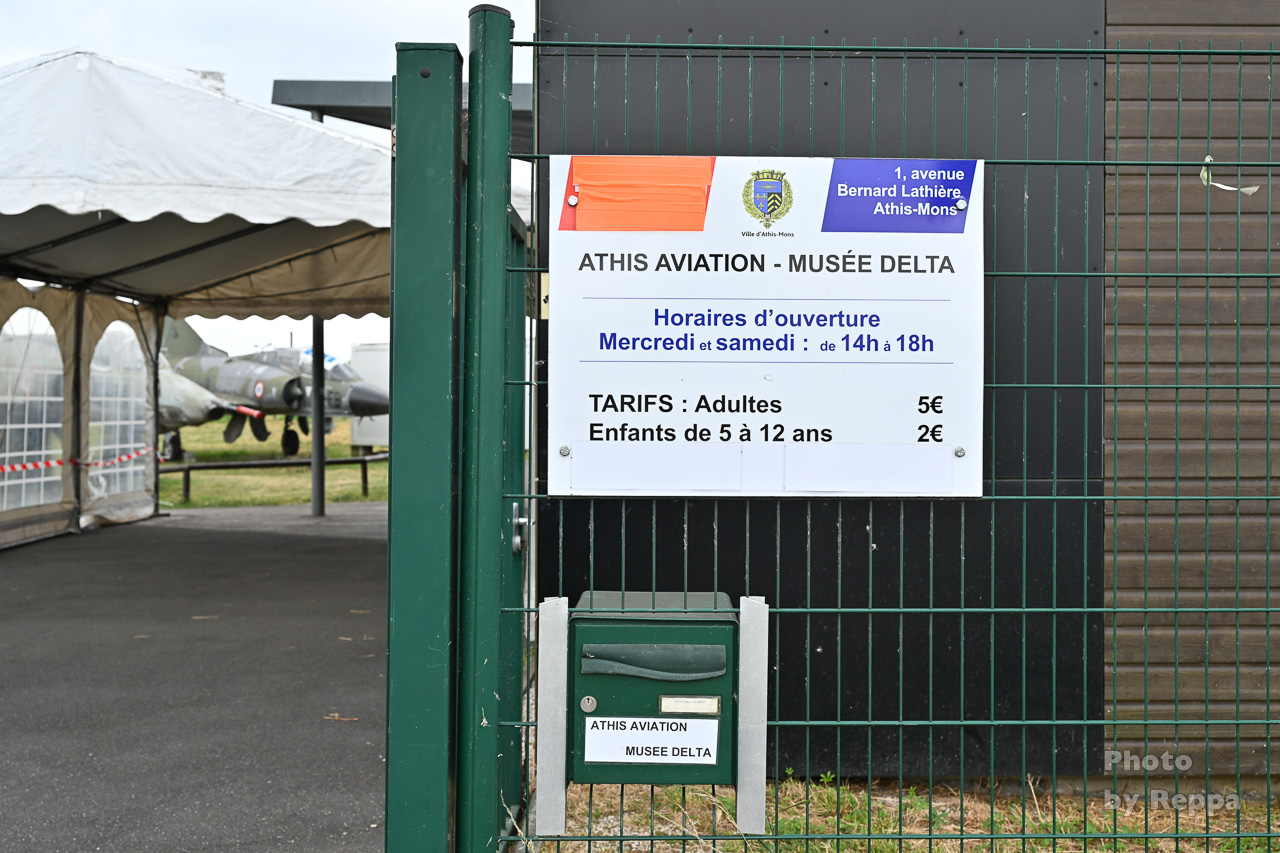 1, avenue
Bernard Lathière
Athis-Mons
Ville d'Athis-Mons
ATHIS AVIATION - MUSÉE DELTA
Horaires d'ouverture
Mercredi et samedi : de 14h à 18h
TARIFS : Adultes 5€
Enfants de 5 à 12 ans 2€
ATHIS AVIATION
MUSEE DELTA
Photo
by Reppa